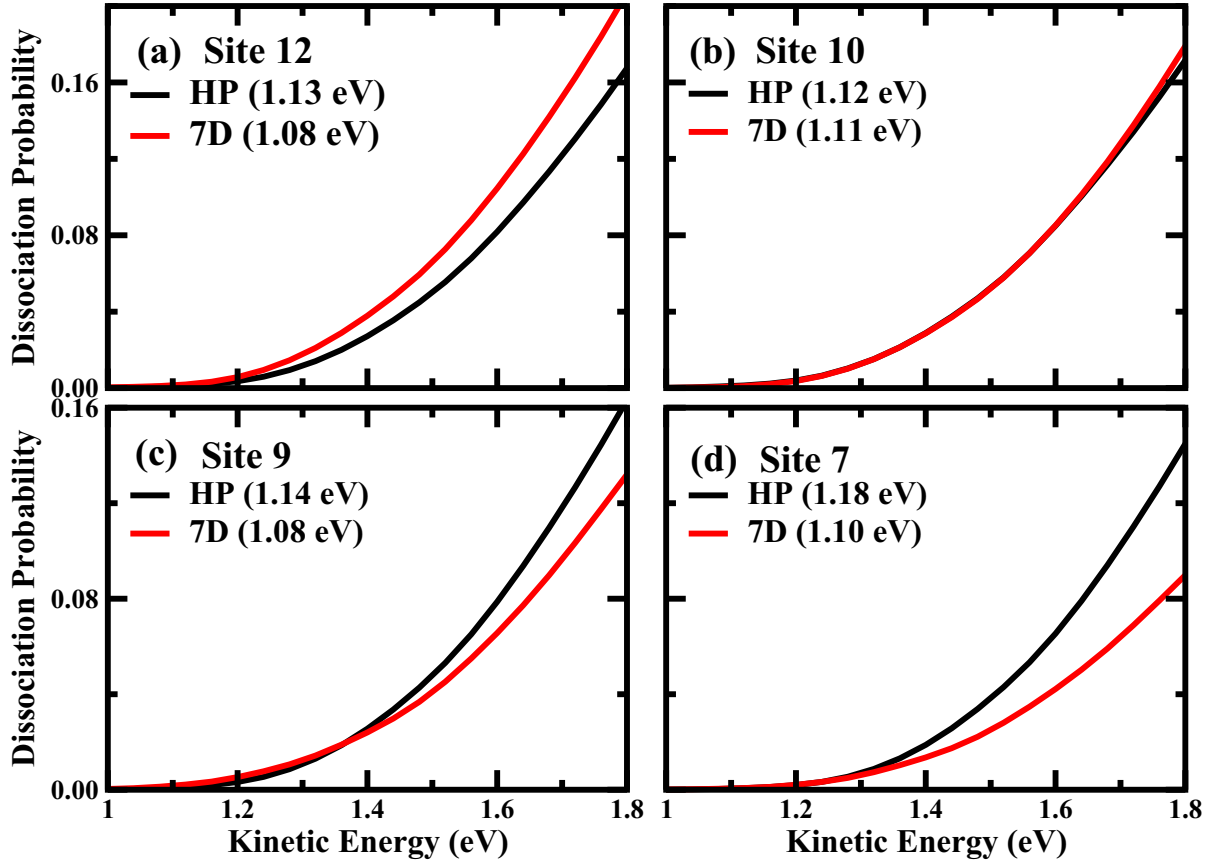 Dissociation Probability
0.16
0.08
0.00
(a) Site 12
HP (1.13 eV)
7D (1.08 eV)
(b) Site 10
HP (1.12 eV)
7D (1.11 eV)
Dissociation Probability
0.16
0.08
0.00
(c) Site 9
HP (1.14 eV)
7D (1.08 eV)
(d) Site 7
HP (1.18 eV)
7D (1.10 eV)
1 1.2 1.4 1.6 1.8
1 1.2 1.4 1.6 1.8
Kinetic Energy (eV)
Kinetic Energy (eV)